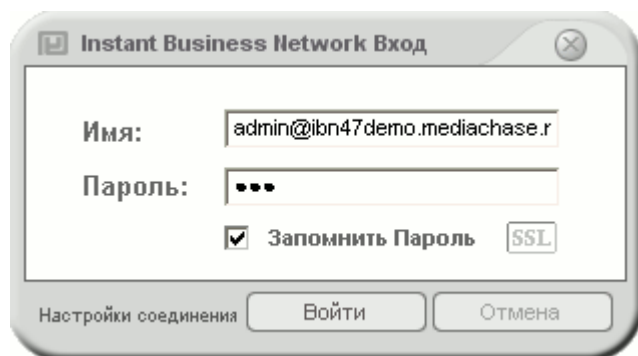 Instant Business Network Вход
Имя:
admin@ibn47demo.mediachase.r
Пароль:
●●●
Запомнить Пароль SSL
Настройки соединения Войти Отмена